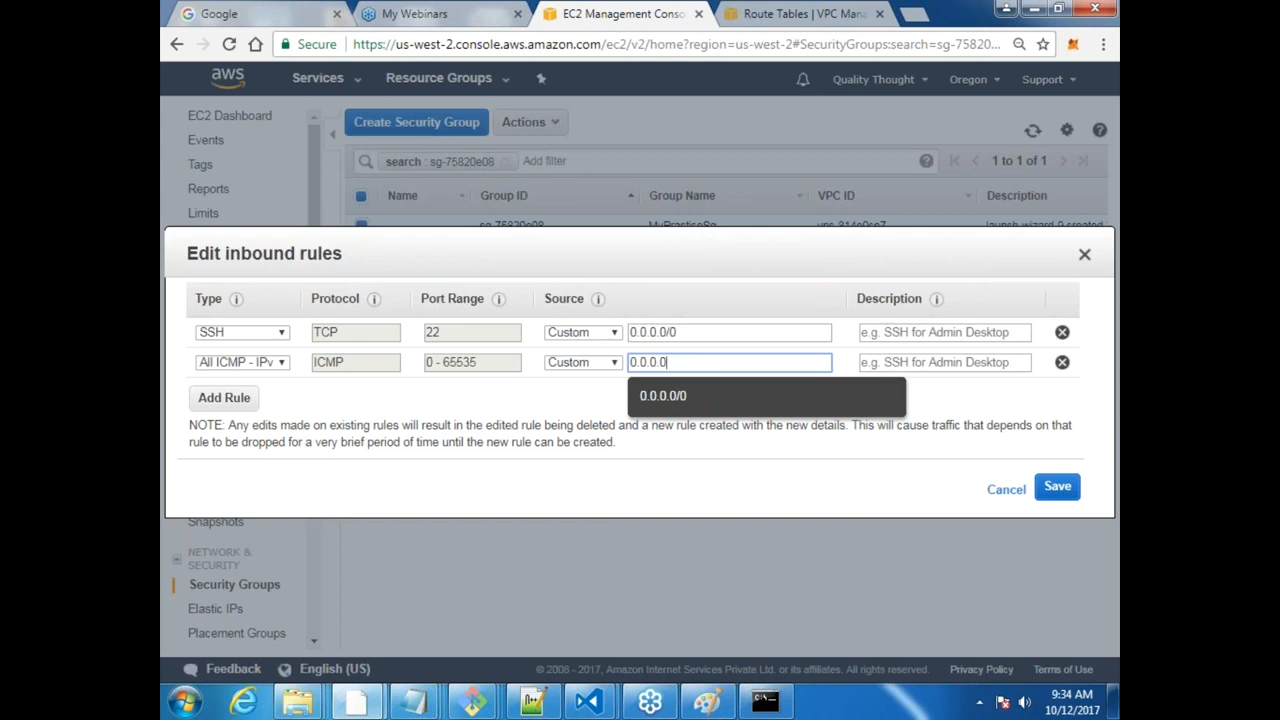 Google
My Webinars
EC2 Management Conso
Route Tables | VPC Man
Secure
https://us-west-2.console.aws.amazon.com/ec2/v2/home?region=us-west-2#SecurityGroups:search=sg-75820...
aws
Services
Resource Groups
Quality Thought
Oregon
Support
EC2 Dashboard
Events
Tags
Reports
Limits
Create Security Group
Actions
search : sg-75820e08
Add filter
1 to 1 of 1
Name
Group ID
Group Name
VPC ID
Description
sg-75820e08
MyPracticeSg
launch-wizard-9 created
Edit inbound rules
Type
Protocol
Port Range
Source
Description
SSH
TCP
22
Custom
0.0.0.0/0
e.g. SSH for Admin Desktop
All ICMP - IPv
ICMP
0 - 65535
Custom
0.0.0.0
e.g. SSH for Admin Desktop
0.0.0.0/0
Add Rule
NOTE: Any edits made on existing rules will result in the edited rule being deleted and a new rule created with the new details. This will cause traffic that depends on that
rule to be dropped for a very brief period of time until the new rule can be created.
Cancel
Save
Snapshots
NETWORK &
SECURITY
Security Groups
Elastic IPs
Placement Groups
Feedback
English (US)
© 2008 - 2017, Amazon Internet Services Private Ltd. or its affiliates. All rights reserved.
Privacy Policy
Terms of Use
9:34 AM
10/12/2017